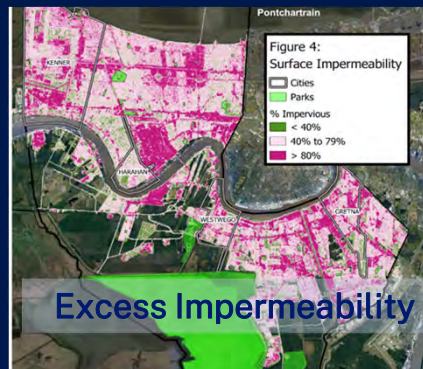 Pontchartrain
Figure 4:
Surface Impermeability
Cities
Parks
% Impervious
< 40%
40% to 79%
> 80%
KENNER
HARAHAN
WESTWEGO
GRETNA
Excess Impermeability